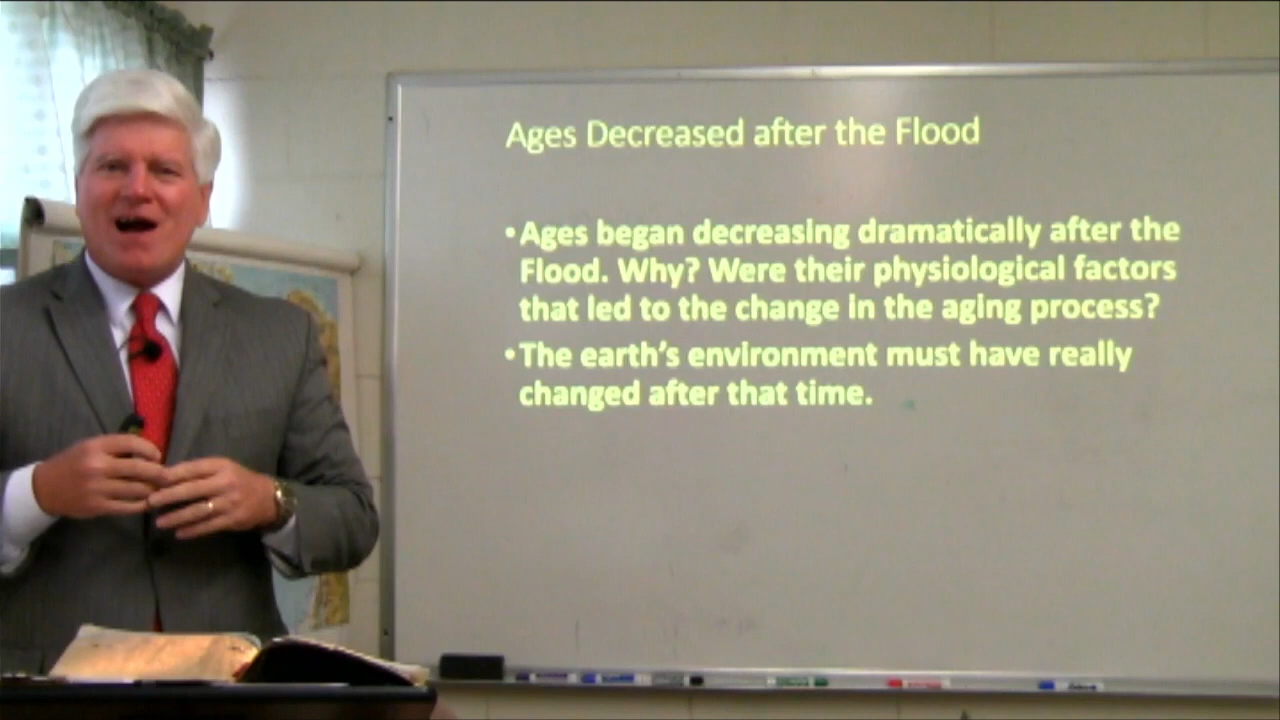 Ages Decreased after the Flood
•Ages began decreasing dramatically after the
Flood. Why? Were their physiological factors
that led to the change in the aging process?
•The earth's environment must have really
changed after that time.